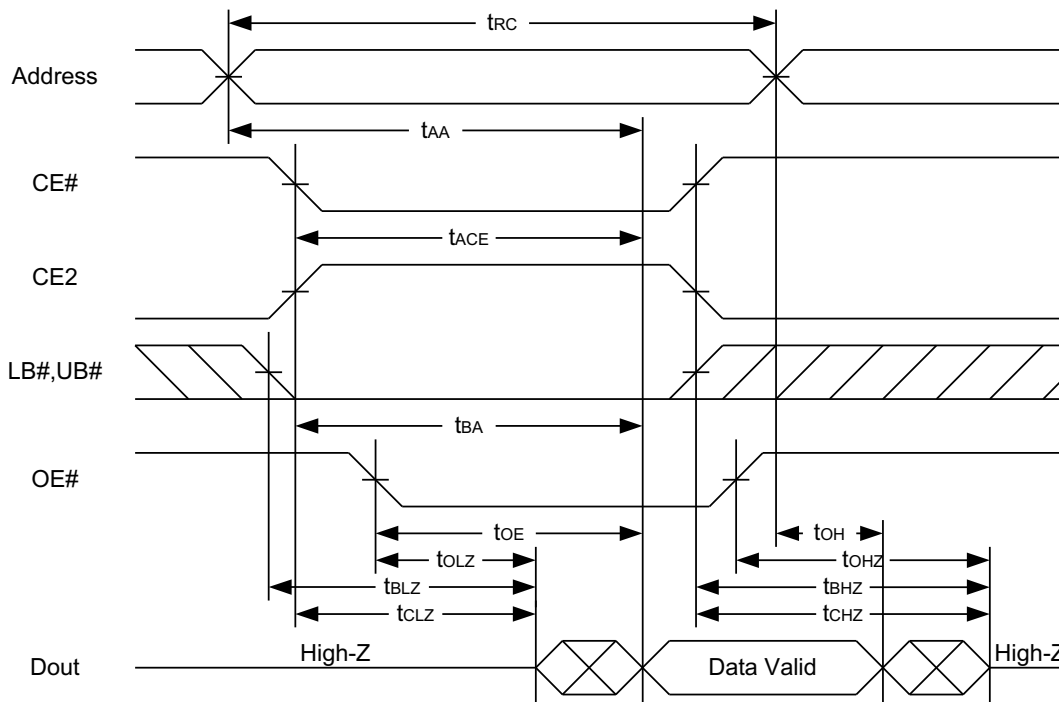 tRC
Address
tAA
CE#
tACE
CE2
LB#,UB#
tBA
OE#
tOE
tOH
tOLZ
tOHZ
tBLZ
tBHZ
tCLZ
tCHZ
High-Z
Dout
Data Valid
High-Z